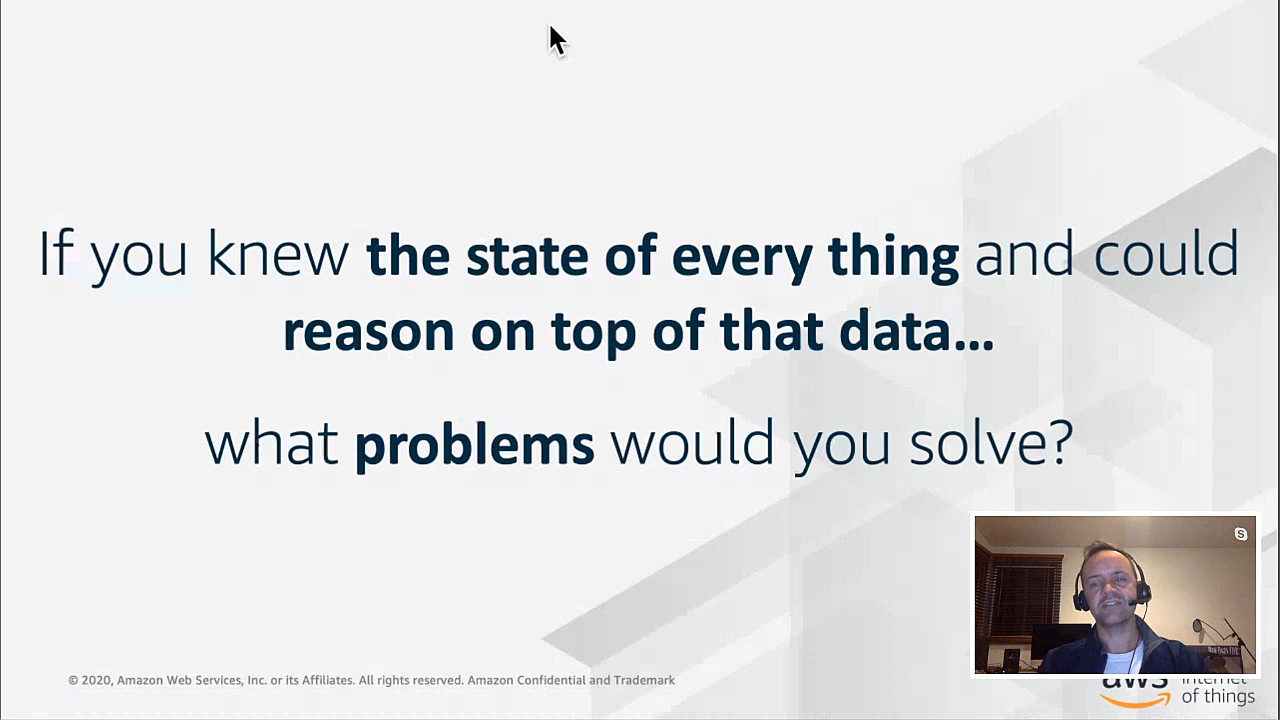 If you knew the state of every thing and could
reason on top of that data...
what problems would you solve?
S
© 2020, Amazon Web Services, Inc. or its Affiliates. All rights reserved. Amazon Confidential and Trademark
aws internet
of things